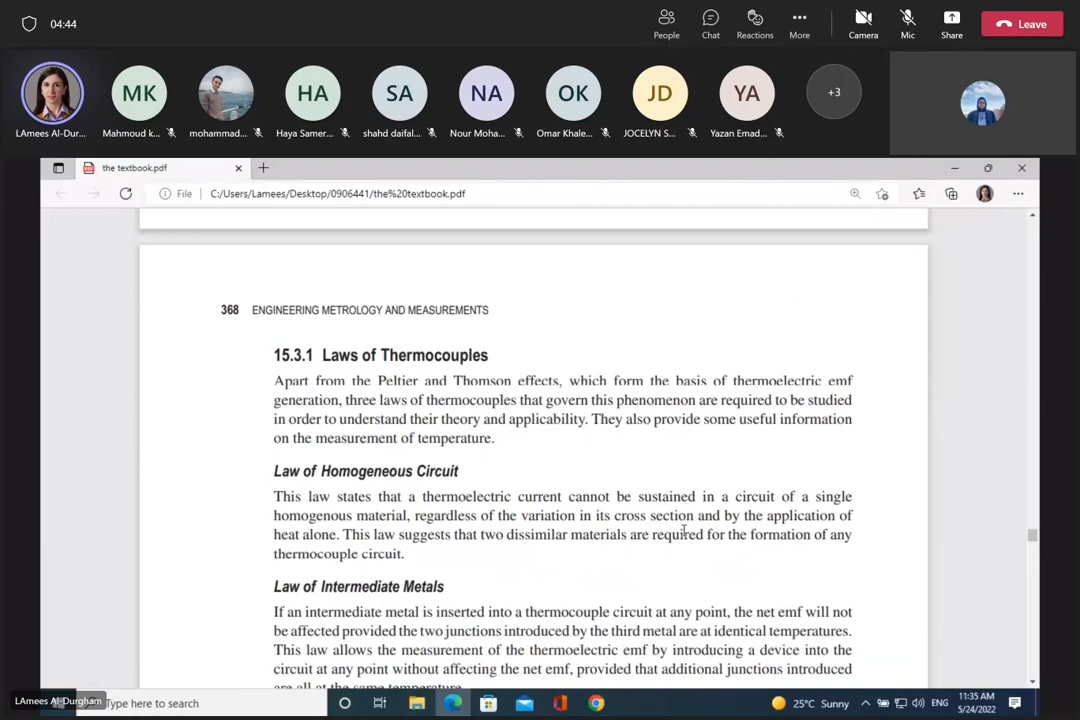 04:44
People
Chat
Reactions
More
Camera
Mic
Share
Leave
MK
HA
SA
NA
OK
JD
YA
+3
LAmees Al-Dur...
Mahmoud k...
mohammad...
Haya Samer...
shahd daifal...
Nour Moha...
Omar Khale...
JOCELYN S...
Yazan Emad...
the textbook.pdf
File
C:/Users/Lamees/Desktop/0906441/the%20textbook.pdf
368 ENGINEERING METROLOGY AND MEASUREMENTS
15.3.1 Laws of Thermocouples
Apart from the Peltier and Thomson effects, which form the basis of thermoelectric emf
generation, three laws of thermocouples that govern this phenomenon are required to be studied
in order to understand their theory and applicability. They also provide some useful information
on the measurement of temperature.
Law of Homogeneous Circuit
This law states that a thermoelectric current cannot be sustained in a circuit of a single
homogenous material, regardless of the variation in its cross section and by the application of
heat alone. This law suggests that two dissimilar materials are required for the formation of any
thermocouple circuit.
Law of Intermediate Metals
If an intermediate metal is inserted into a thermocouple circuit at any point, the net emf will not
be affected provided the two junctions introduced by the third metal are at identical temperatures.
This law allows the measurement of the thermoelectric emf by introducing a device into the
circuit at any point without affecting the net emf, provided that additional junctions introduced
are all at the same temperature.
LAmees Al-Durgham
here to search
25°C Sunny
ENG
11:35 AM
5/24/2022